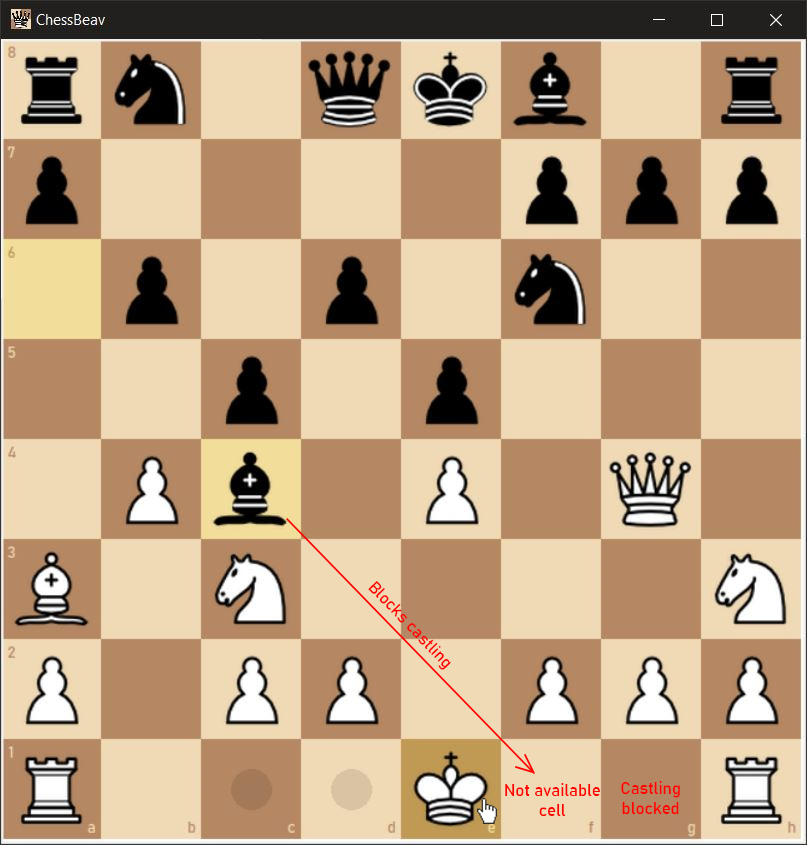 ChessBeav
8
7
6
5
4
3
Blocks castling
2
1
Not available
cell
Castling
blocked
a
b
c
d
e
f
g
h